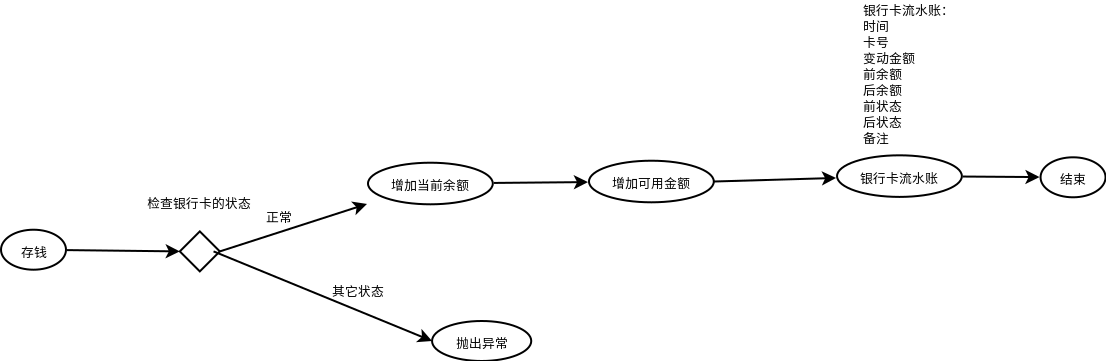 银行卡流水账：
时间
卡号
变动金额
前余额
后余额
前状态
后状态
备注
增加当前余额
增加可用金额
银行卡流水账
结束
检查银行卡的状态
正常
存钱
其它状态
抛出异常